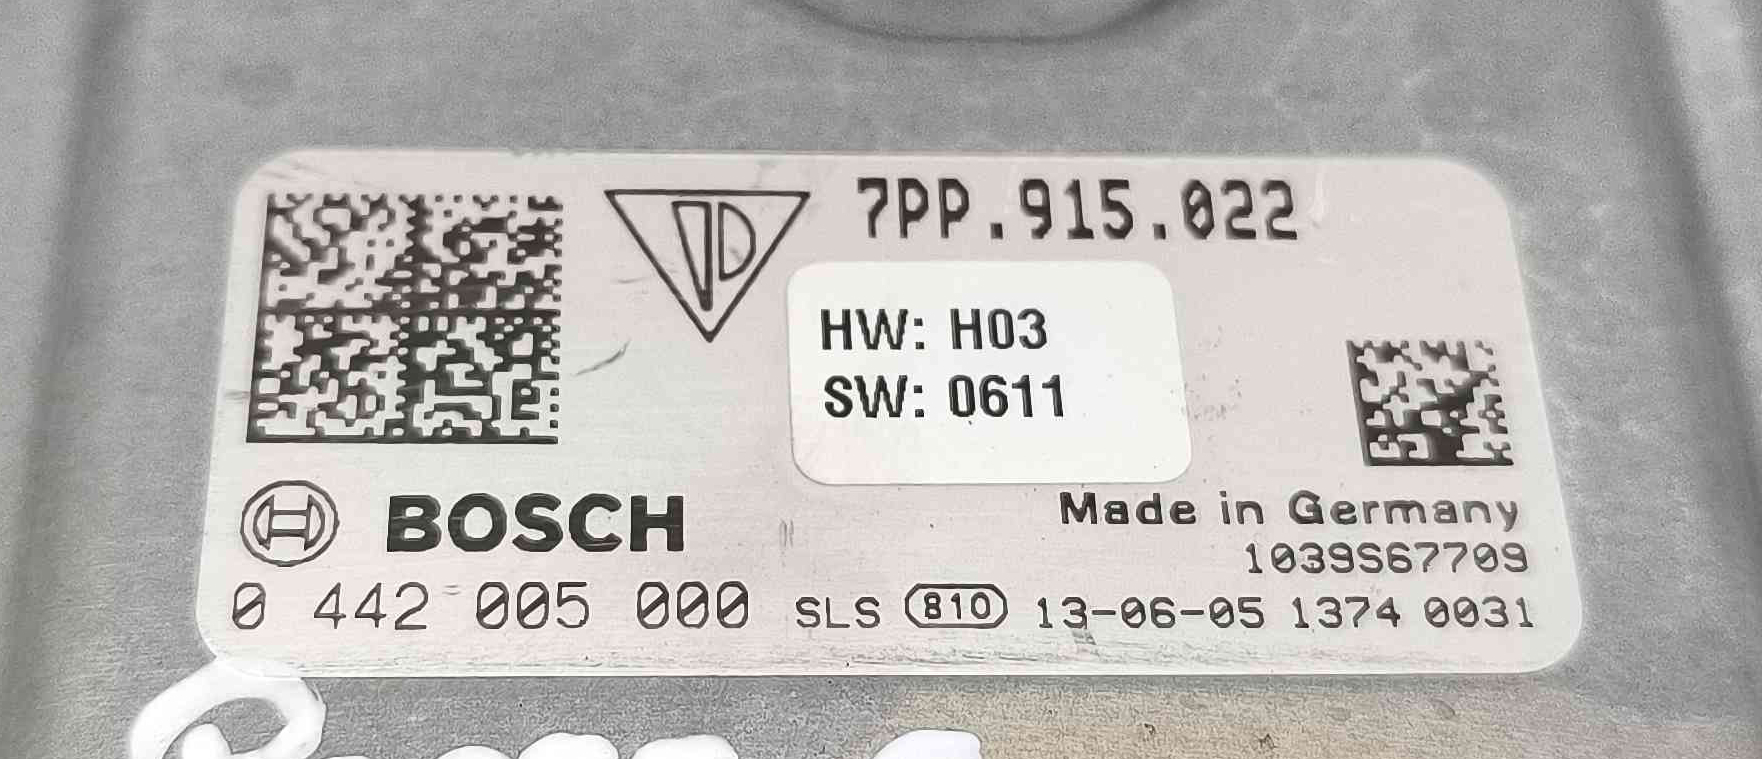 7PP.915.022
HW: H03
SW: 0611
BOSCH
Made in Germany
1039S67709
0 442 005 000 SLS 810 13-06-05 1374 0031